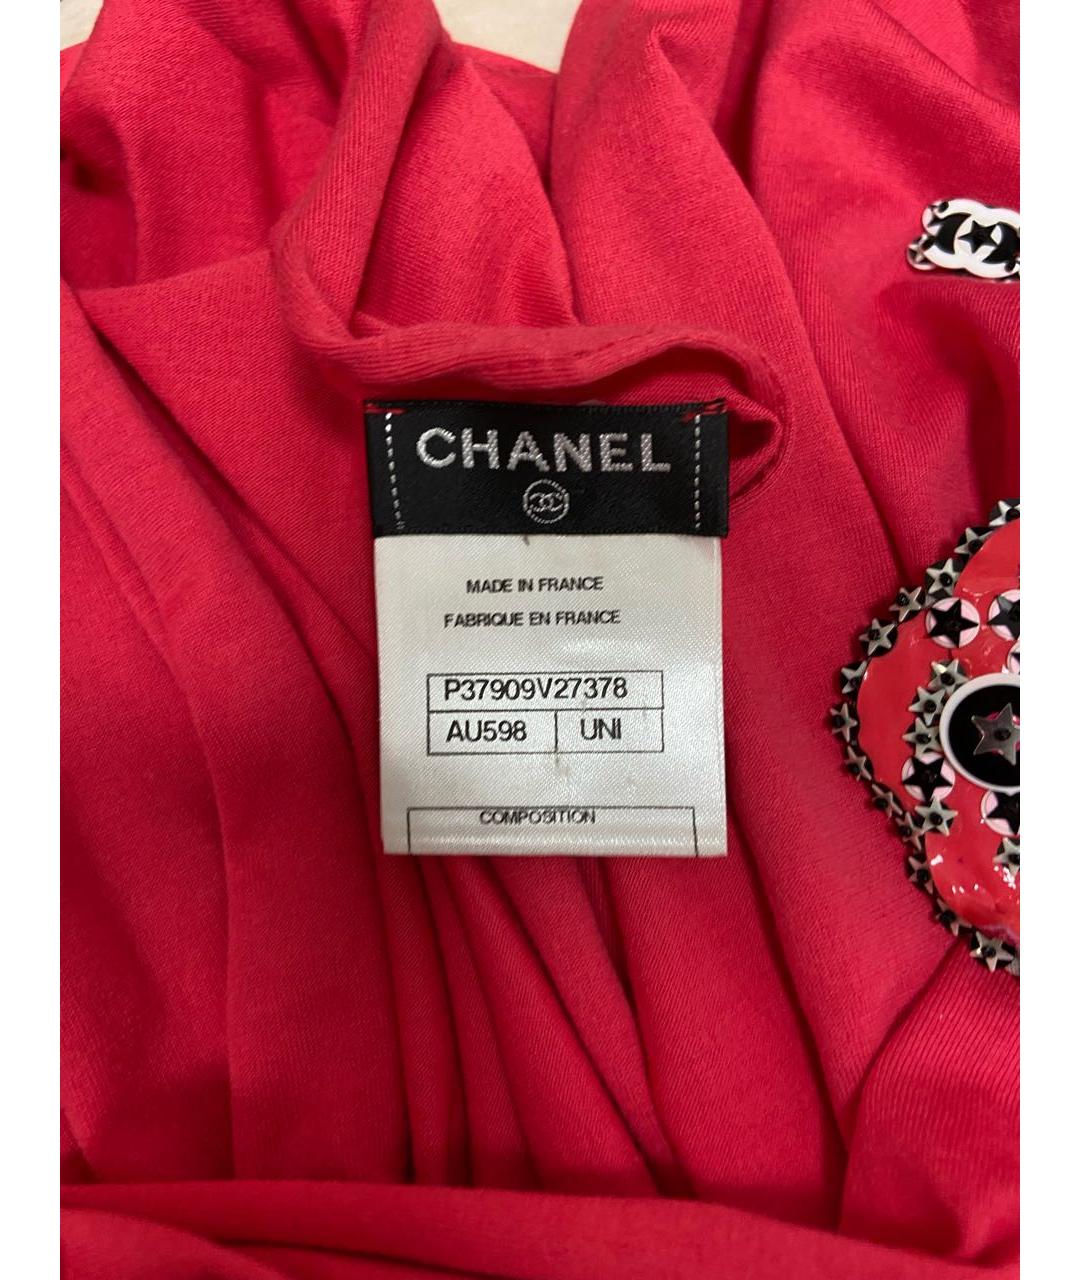 CHANEL
MADE IN FRANCE
FABRIQUE EN FRANCE
P37909V27378
AU598 UNI
COMPOSITION